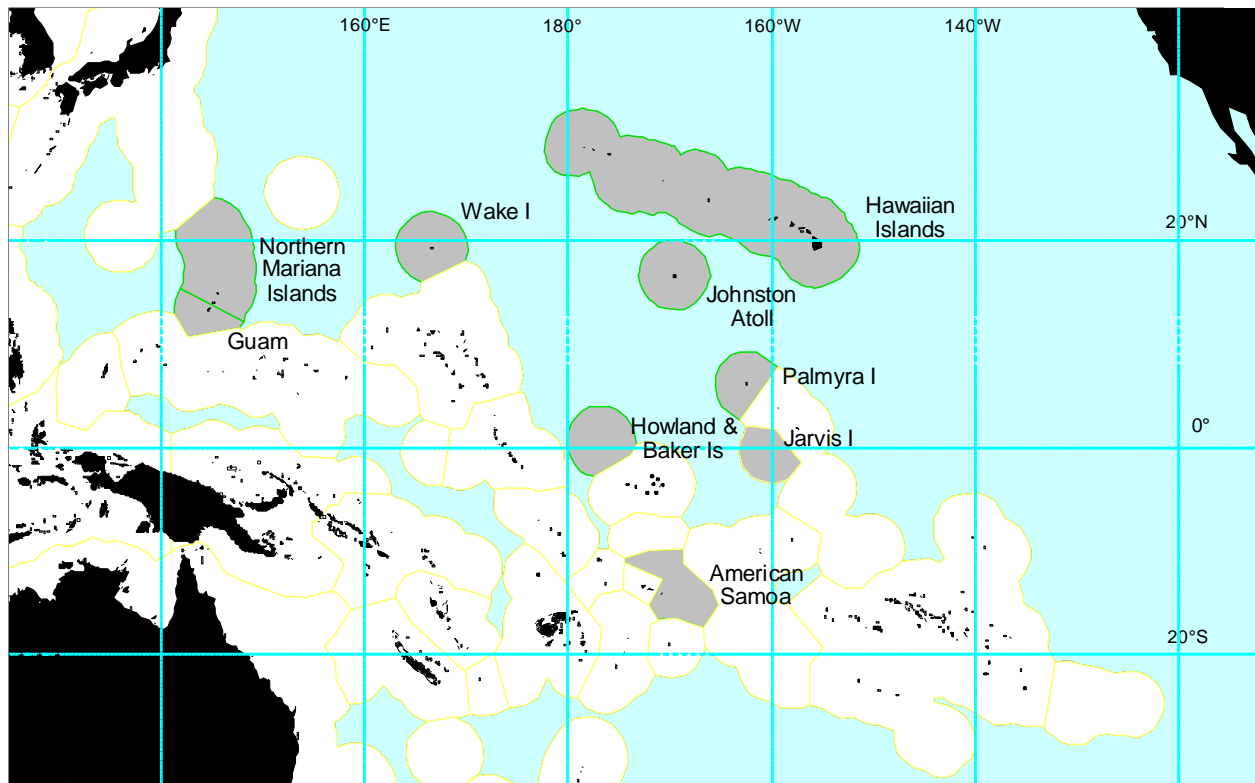 160°E
180°
160°W
140°W
Wake I
Hawaiian
Islands
20°N
Northern
Mariana
Islands
Johnston
Atoll
Guam
Palmyra I
Howland &
Baker Is
Jarvis I
0°
American
Samoa
20°S